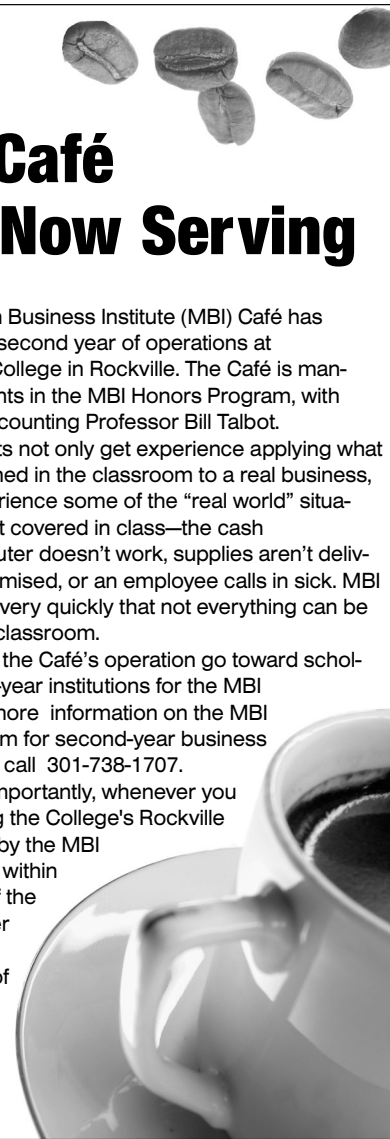 Café
Now Serving
Business Institute (MBI) Café has
second year of operations at
College in Rockville. The Café is man-
nts in the MBI Honors Program, with
counting Professor Bill Talbot.
ts not only get experience applying what
ned in the classroom to a real business,
rience some of the “real world” situa-
t covered in class—the cash
uter doesn’t work, supplies aren’t deliv-
mised, or an employee calls in sick. MBI
very quickly that not everything can be
classroom.
the Café’s operation go toward schol-
-year institutions for the MBI
more information on the MBI
m for second-year business
call 301-738-1707.
mportantly, whenever you
g the College's Rockville
by the MBI
within
the
er
of